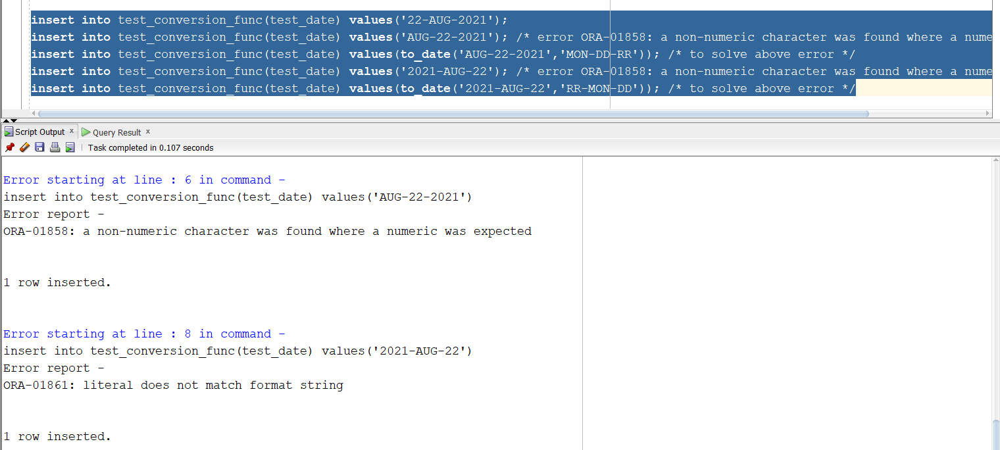 insert into test_conversion_func(test_date) values('22-AUG-2021');
insert into test_conversion_func(test_date) values('AUG-22-2021'); /* error ORA-01858: a non-numeric character was found where a nume
insert into test_conversion_func(test_date) values(to_date('AUG-22-2021','MON-DD-RR')); /* to solve above error */
insert into test_conversion_func(test_date) values('2021-AUG-22'); /* error ORA-01858: a non-numeric character was found where a nume
insert into test_conversion_func(test_date) values(to_date('2021-AUG-22','RR-MON-DD')); /* to solve above error */
Script Output x Query Result x
Task completed in 0.107 seconds
Error starting at line : 6 in command -
insert into test_conversion_func(test_date) values('AUG-22-2021')
Error report -
ORA-01858: a non-numeric character was found where a numeric was expected
1 row inserted.
Error starting at line : 8 in command -
insert into test_conversion_func(test_date) values('2021-AUG-22')
Error report -
ORA-01861: literal does not match format string
1 row inserted.